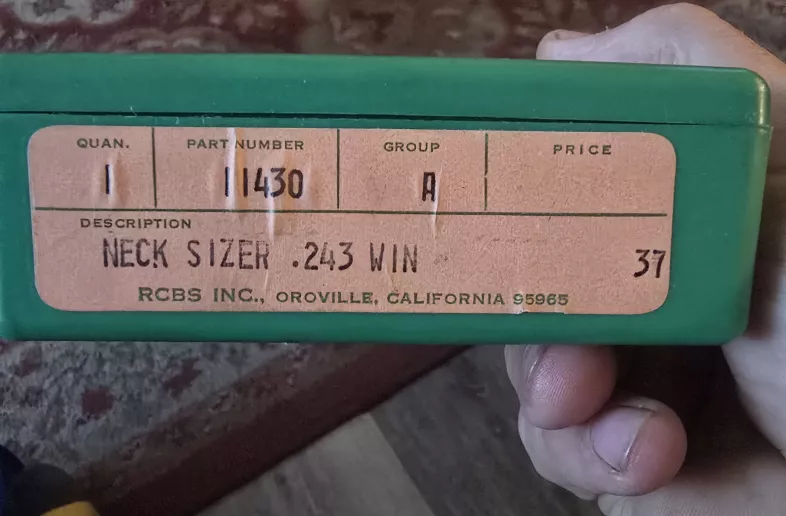 QUAN. PART NUMBER GROUP PRICE
1 11430 A
DESCRIPTION
NECK SIZER .243 WIN 37
RCBS INC., OROVILLE, CALIFORNIA 95965